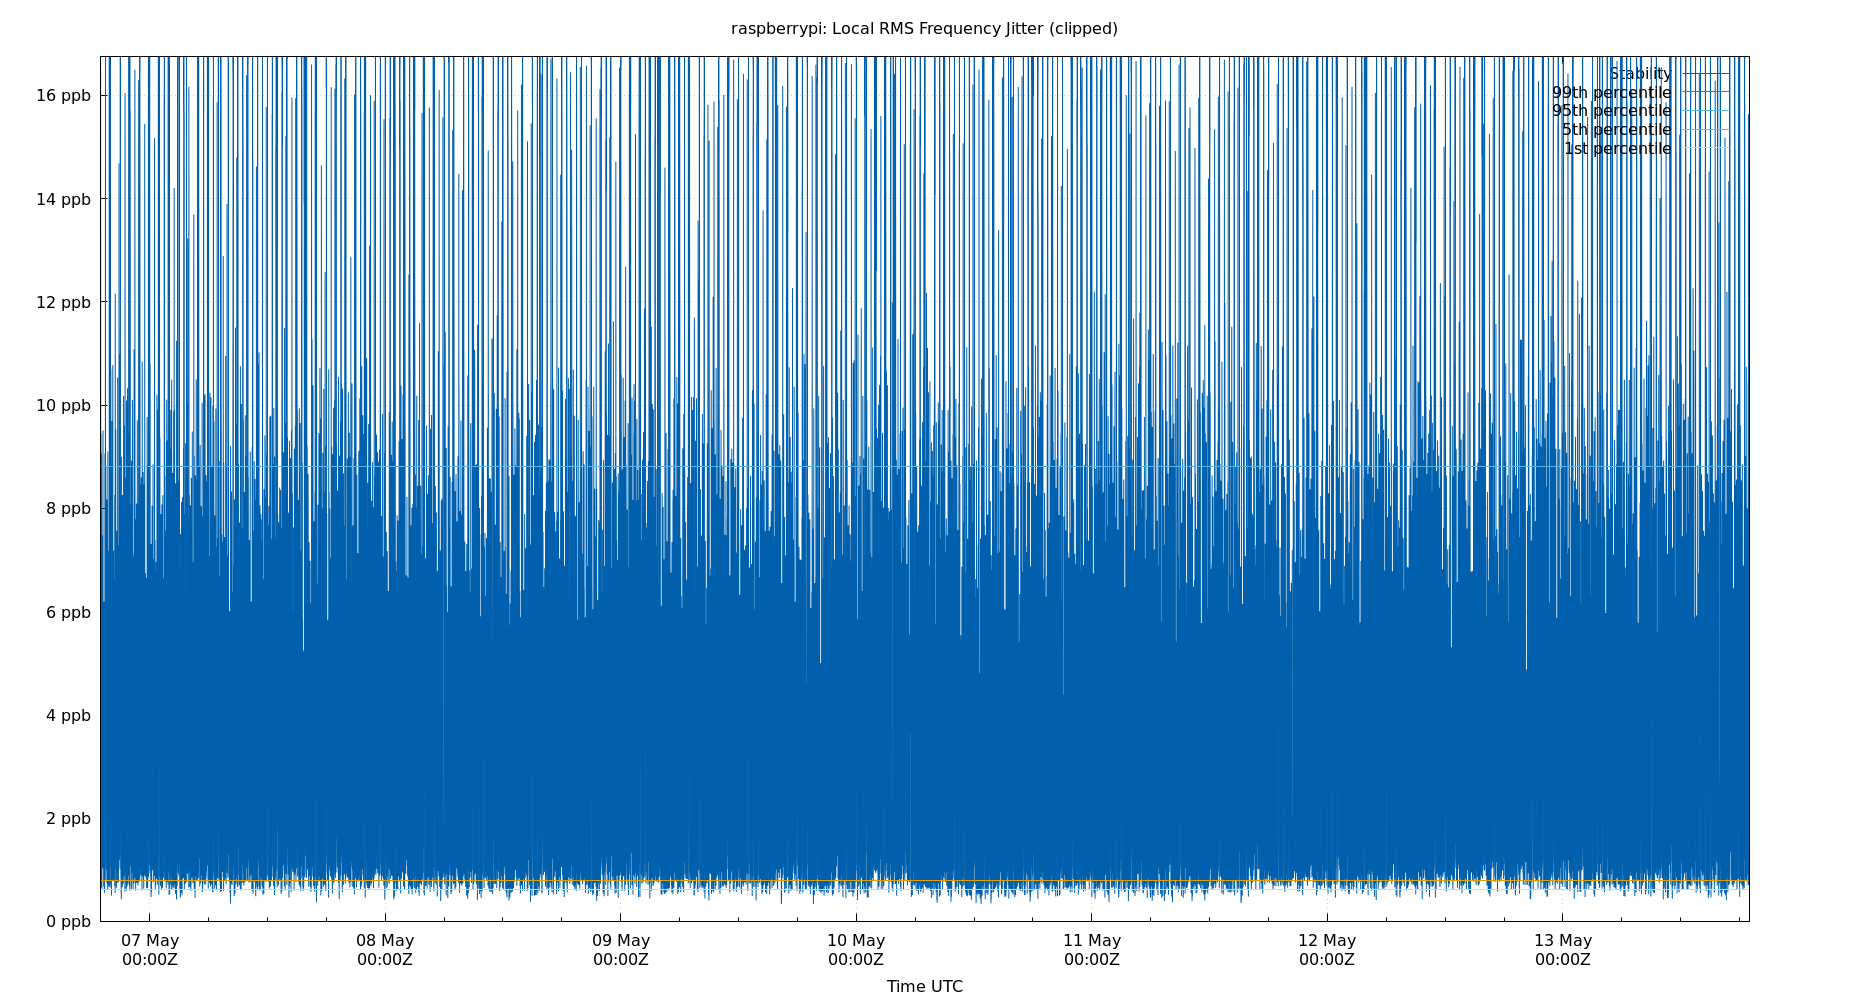 raspberrypi: Local RMS Frequency Jitter (clipped)
Stability
99th percentile
95th percentile
5th percentile
1st percentile
16 ppb
14 ppb
12 ppb
10 ppb
8 ppb
6 ppb
4 ppb
2 ppb
0 ppb
07 May 08 May 09 May 10 May 11 May 12 May 13 May
00:00Z 00:00Z 00:00Z 00:00Z 00:00Z 00:00Z 00:00Z
Time UTC